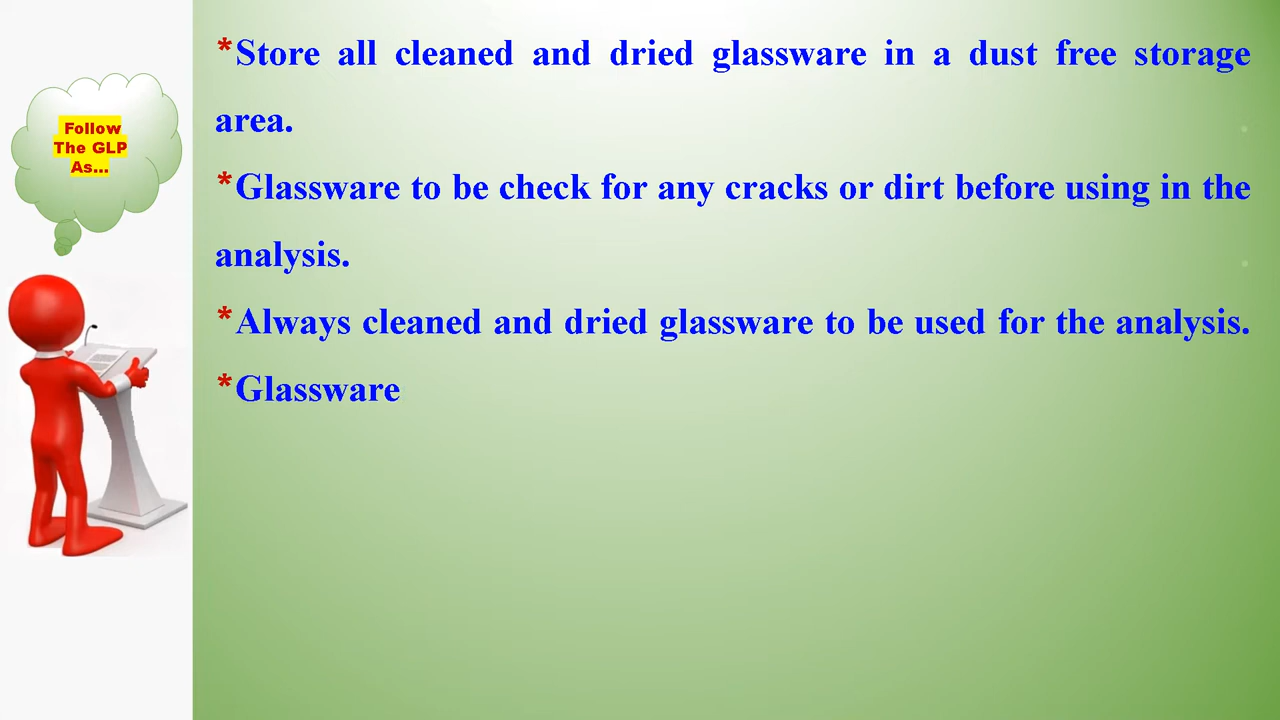 Follow
The GLP
As...
*Store all cleaned and dried glassware in a dust free storage
area.
*Glassware to be check for any cracks or dirt before using in the
analysis.
*Always cleaned and dried glassware to be used for the analysis.
*Glassware